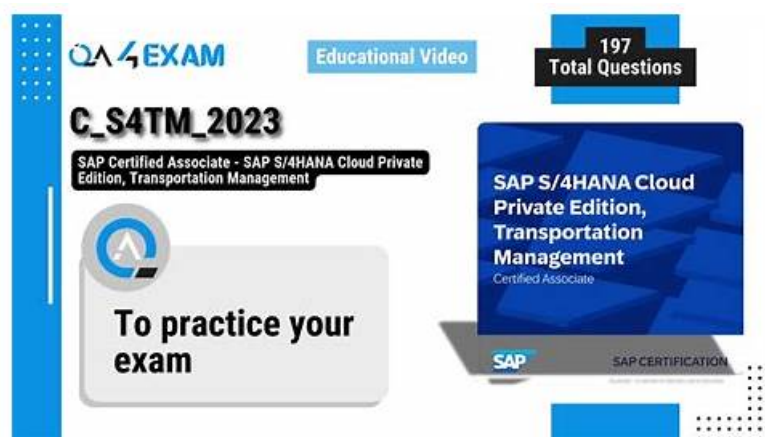 QA4EXAM
Educational Video
197
Total Questions
C_S4TM_2023
SAP Certified Associate - SAP S/4HANA Cloud Private
Edition, Transportation Management
SAP S/4HANA Cloud
Private Edition,
Transportation
Management
Certified Associate
To practice your
exam
SAP
SAP CERTIFICATION